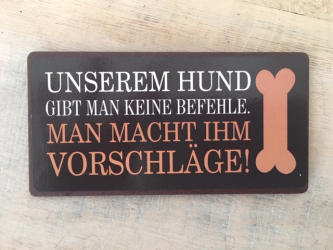 UNSEREM HUND
GIBT MAN KEINE BEFEHLE.
MAN MACHT IHM
VORSCHLÄGE!